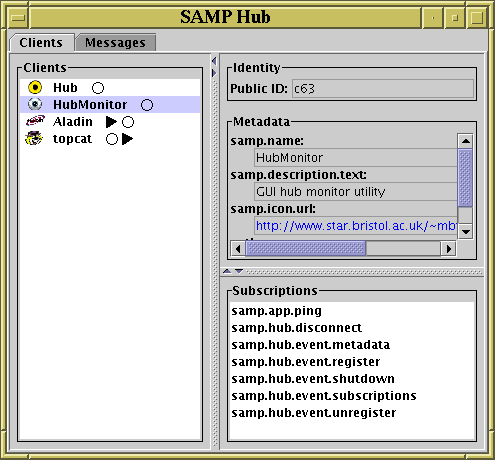 SAMP Hub
Clients Messages
Clients
Hub
HubMonitor
Aladin
topcat
Identity
Public ID: c63
Metadata
samp.name:
HubMonitor
samp.description.text:
GUI hub monitor utility
samp.icon.url:
http://www.star.bristol.ac.uk/~mb
Subscriptions
samp.app.ping
samp.hub.disconnect
samp.hub.event.metadata
samp.hub.event.register
samp.hub.event.shutdown
samp.hub.event.subscriptions
samp.hub.event.unregister